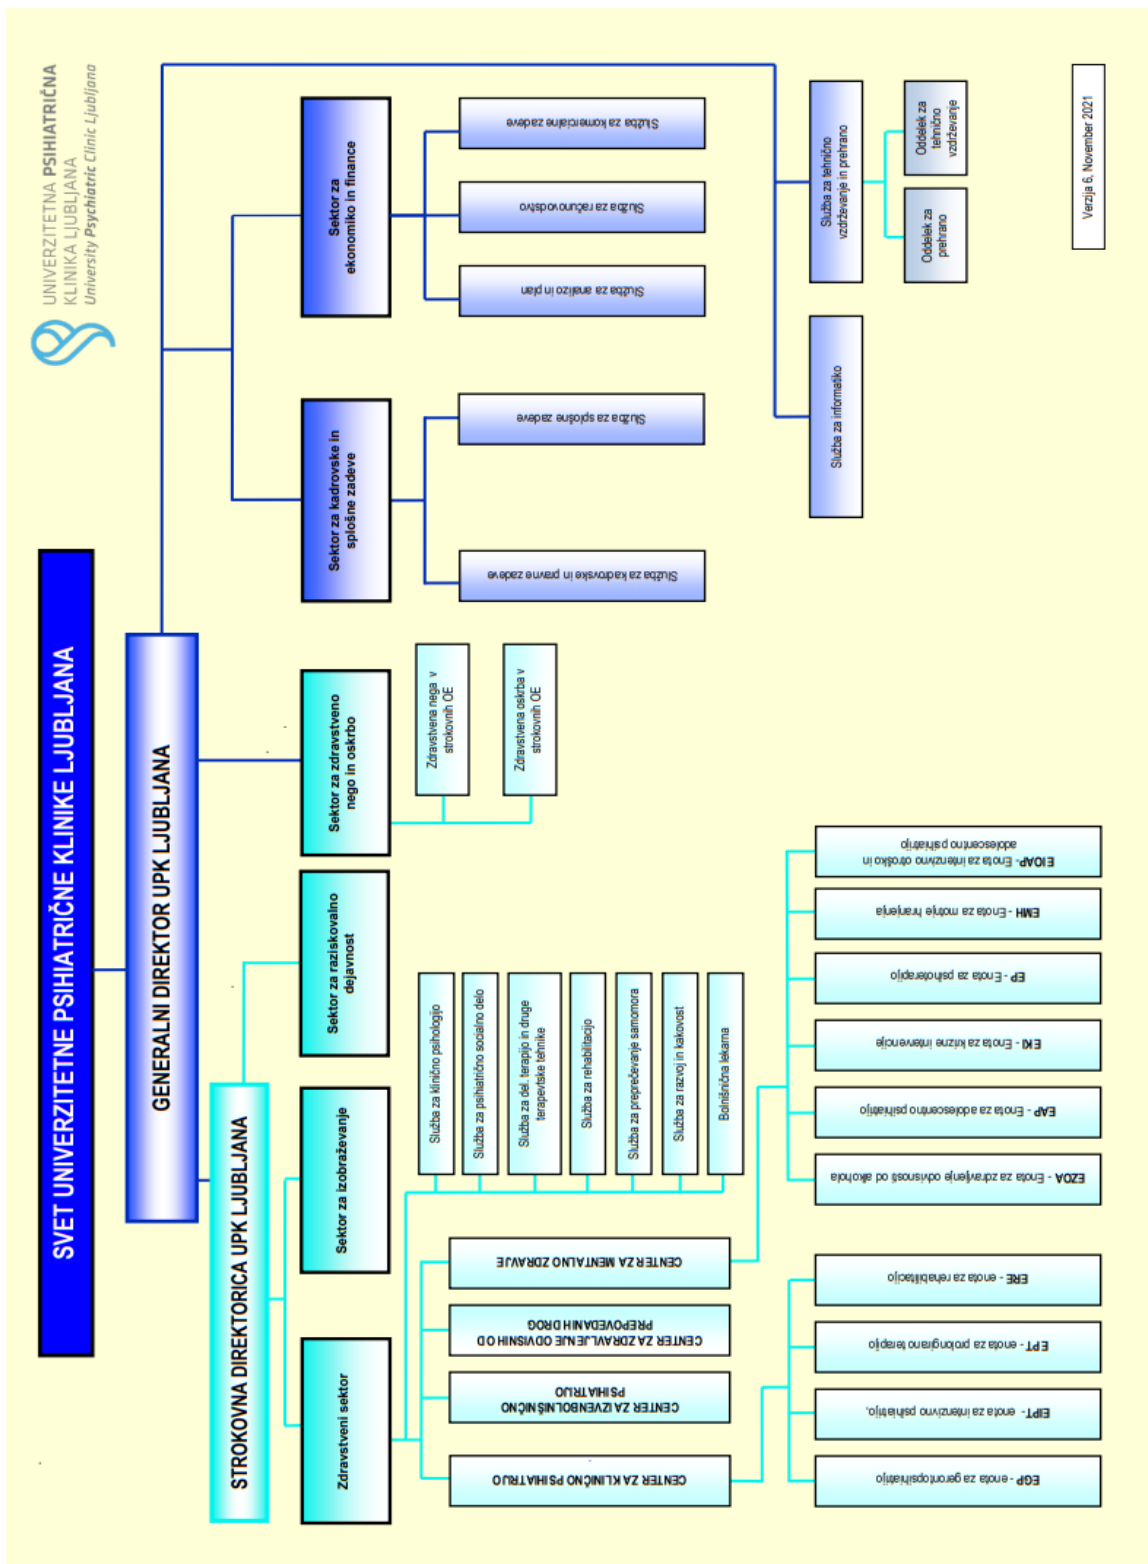 UNIVERZITETNA PSIHIATRIČNA
KLINIKA LJUBLJANA
University Psychiatric Clinic Ljubljana
SVET UNIVERZITETNE PSIHIATRIČNE KLINIKE LJUBLJANA
GENERALNI DIREKTOR UPK LJUBLJANA
STROKOVNA DIREKTORICA UPK LJUBLJANA
Zdravstveni sektor
Sektor za izobraževanje
Sektor za raziskovalno
dejavnost
Sektor za zdravstveno
nego in oskrbo
Sektor za kadrovske in
splošne zadeve
Sektor za
ekonomiko in finance
Zdravstvena nega v
strokovnih OE
Zdravstvena oskrba v
strokovnih OE
Služba za kadrovske in pravne zadeve
Služba za splošne zadeve
Služba za analizo in plan
Služba za računovodstvo
Služba za komercialne zadeve
Služba za klinično psihologijo
Služba za psihiatrično socialno delo
Služba za del. terapijo in druge
terapevtske tehnike
Služba za rehabilitacijo
Služba za preprečevanje samomora
Služba za razvoj in kakovost
Bolnišnična lekarna
CENTER ZA KLINIČNO PSIHIATRIJO
CENTER ZA IZVENBOLNIŠNIČNO
PSIHIATRIJO
CENTER ZA ZDRAVLJENJE ODVISNIH OD
PREPOVEDANIH DROG
CENTER ZA MENTALNO ZDRAVJE
Služba za informatiko
Služba za tehnično
vzdrževanje in prehrano
Oddelek za
prehrano
Oddelek za
tehnično
vzdrževanje
EGP - enota za gerontopsihiatrijo
EIPT - enota za intenzivno psihiatrijo,
EPT - enota za prolongirano terapijo
ERE - enota za rehabilitacijo
EZOA - Enota za zdravljenje odvisnosti od alkohola
EAP - Enota za adolescentno psihiatrijo
EKI - Enota za krizne intervencije
EP - Enota za psihoterapijo
EMH - Enota za motnje hranjenja
EIOAP- Enota za intenzivno otroško in
adolescentno psihiatrijo
Verzija 6, November 2021